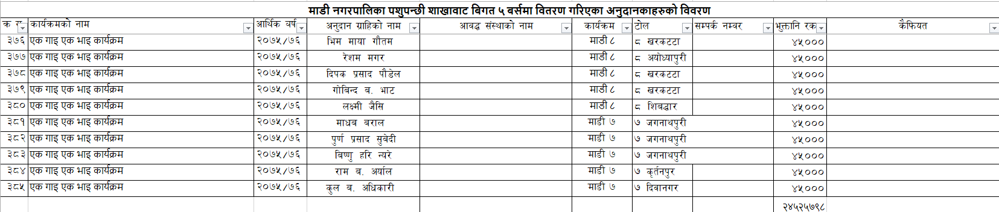 माडी नगरपालिका पशुपन्छी शाखावाट बिगत ५ बर्समा वितरण गरिएका अनुदानकाहरुको विवरण
क्र स कार्यक्रमको नाम आर्थिक बर्ष अनुदान ग्राहिको नाम आवद्ध संस्थाको नाम कार्यक्रम टोल सम्पर्क नम्वर भुक्तानि रक कैफियत
३७६ एक गाइ एक भाइ कार्यक्रम २०७५/७६ भिम माया गौतम माडी ८ ८ खरकटटा ४५०००
३७७ एक गाइ एक भाइ कार्यक्रम २०७५/७६ रेशम मगर माडी ८ ८ अयोध्यापुरी ४५०००
३७८ एक गाइ एक भाइ कार्यक्रम २०७५/७६ दिपक प्रसाद पौडेल माडी ८ ८ खरकटटा ४५०००
३७९ एक गाइ एक भाइ कार्यक्रम २०७५/७६ गोबिन्द ब. भाट माडी ८ ८ खरकटटा ४५०००
३८० एक गाइ एक भाइ कार्यक्रम २०७५/७६ लक्ष्मी जैसि माडी ८ ८ शिबद्धार ४५०००
३८१ एक गाइ एक भाइ कार्यक्रम २०७५/७६ माधब बराल माडी ७ ७ जगनाथपुरी ४५०००
३८२ एक गाइ एक भाइ कार्यक्रम २०७५/७६ पुर्ण प्रसाद सुबेदी माडी ७ ७ जगनाथपुरी ४५०००
३८३ एक गाइ एक भाइ कार्यक्रम २०७५/७६ बिष्णु हरि न्यरे माडी ७ ७ जगनाथपुरी ४५०००
३८४ एक गाइ एक भाइ कार्यक्रम २०७५/७६ राम ब. अर्याल माडी ७ ७ कृर्तनपुर ४५०००
३८५ एक गाइ एक भाइ कार्यक्रम २०७५/७६ कुल ब. अधिकारी माडी ७ ७ दिवानगर ४५०००
२४५२५७९८